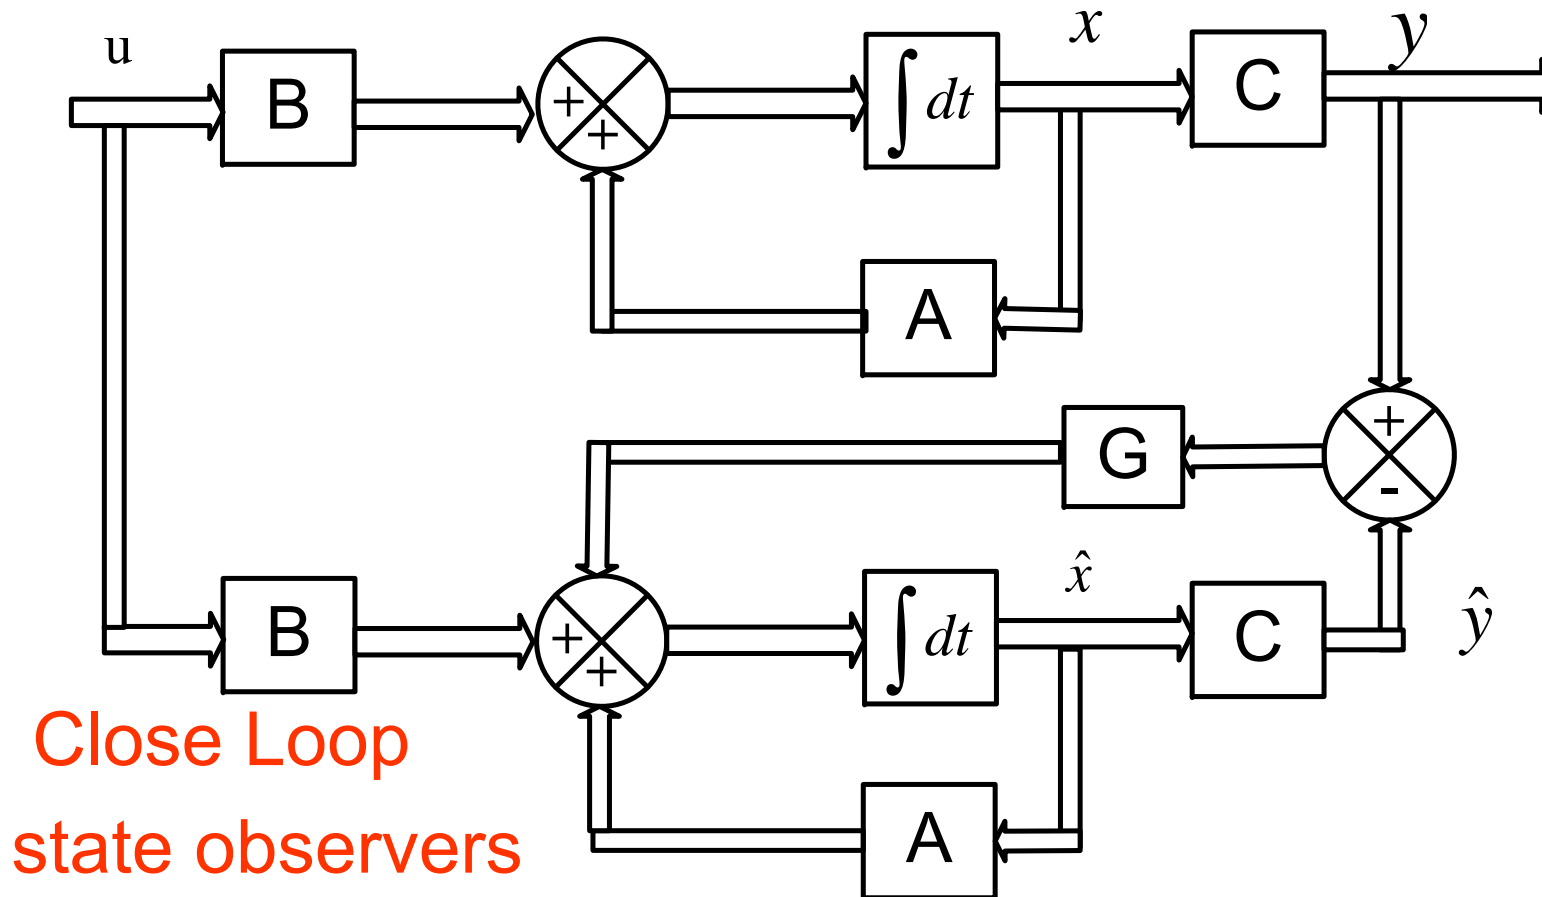 u
B
+
+
∫dt
x
C
y
A
+
-
G
B
+
+
∫dt
x̂
C
ŷ
A
Close Loop
state observers